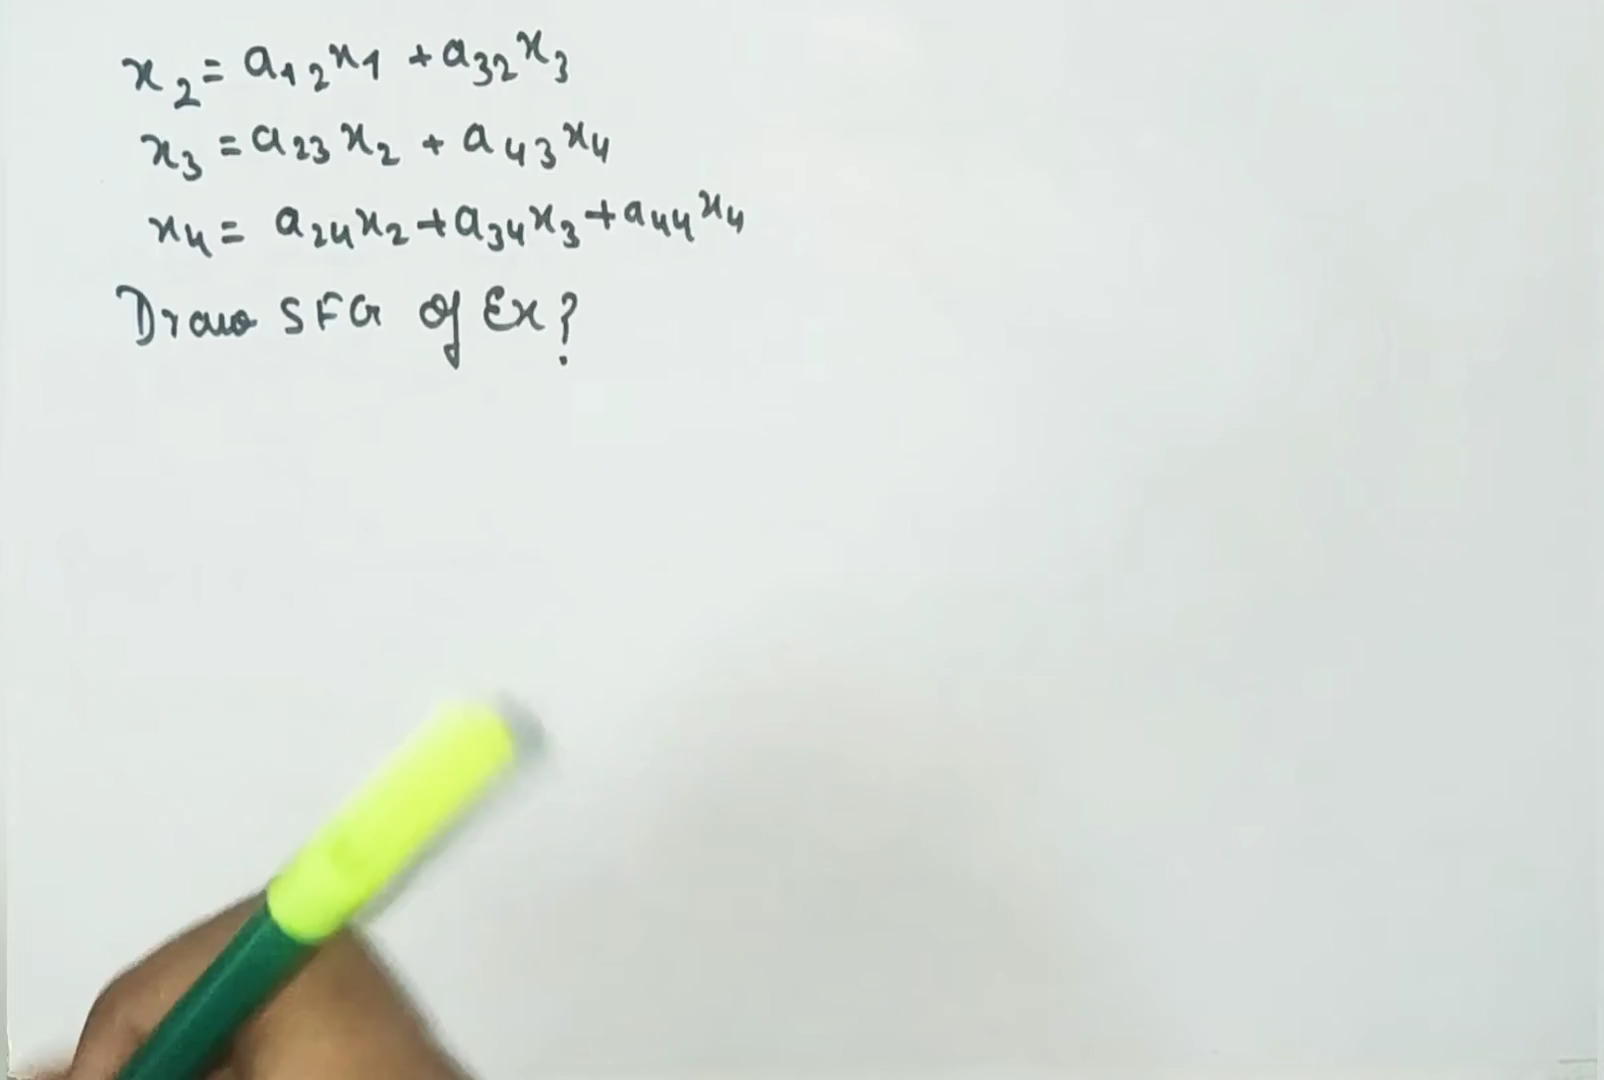 x₂ = a₁₂x₁ + a₃₂x₃
x₃ = a₂₃x₂ + a₄₃x₄
x₄ = a₂₄x₂ + a₃₄x₃ + a₄₄x₄
Draw SFG of Ex?